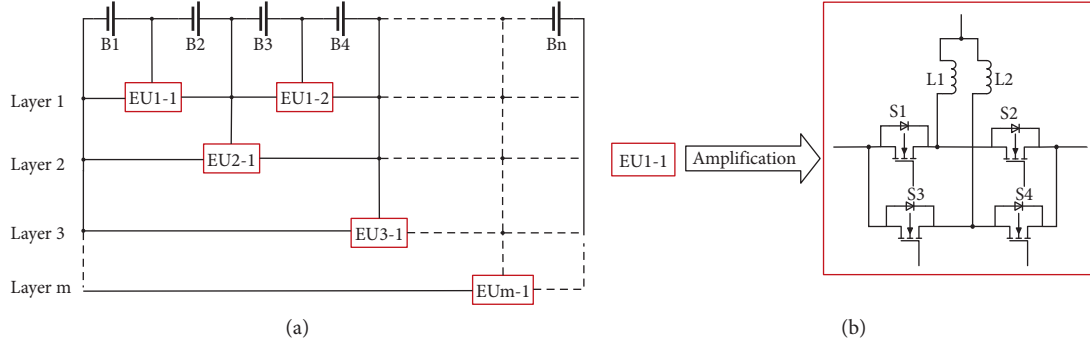 B1 B2 B3 B4 Bn
Layer 1 EU1-1 EU1-2
Layer 2 EU2-1
Layer 3 EU3-1
Layer m EUm-1
(a)
EU1-1 Amplification
L1 L2
S1 S2
S3 S4
(b)